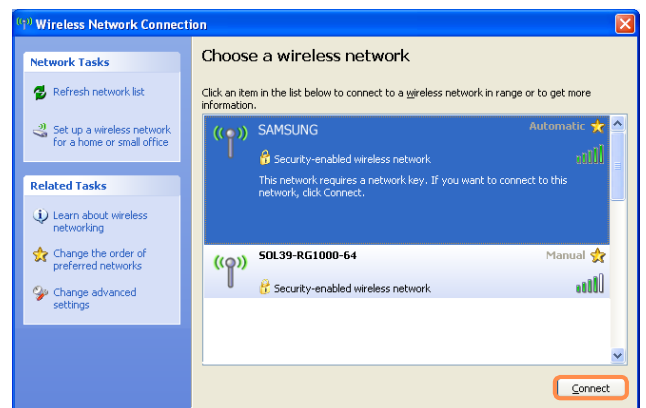 Wireless Network Connection
Network Tasks
Refresh network list
Set up a wireless network
for a home or small office
Related Tasks
Learn about wireless
networking
Change the order of
preferred networks
Change advanced
settings
Choose a wireless network
Click an item in the list below to connect to a wireless network in range or to get more
information.
SAMSUNG Automatic
Security-enabled wireless network
This network requires a network key. If you want to connect to this
network, click Connect.
SOL39-RG1000-64 Manual
Security-enabled wireless network
Connect